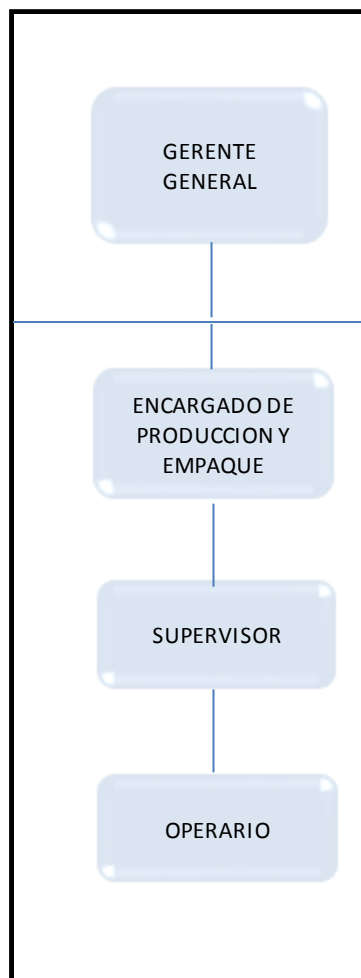 GERENTE
GENERAL
ENCARGADO DE
PRODUCCION Y
EMPAQUE
SUPERVISOR
OPERARIO